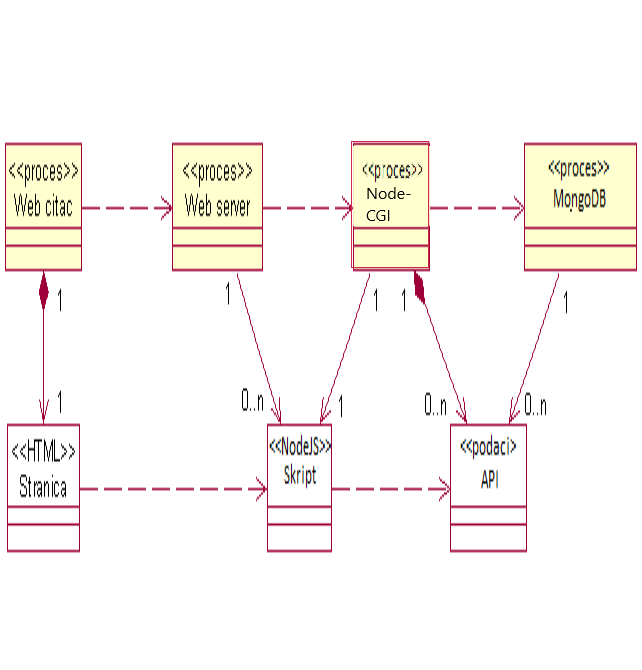 <<proces>>
Web citac
<<proces>>
Web server
<<proces>>
Node-
CGI
<<proces>>
MongoDB
1
1
1
1
1
1
0..n
1
0..n
0..n
<<HTML>>
Stranica
<<NodeJS>>
Skript
<<podaci>
API